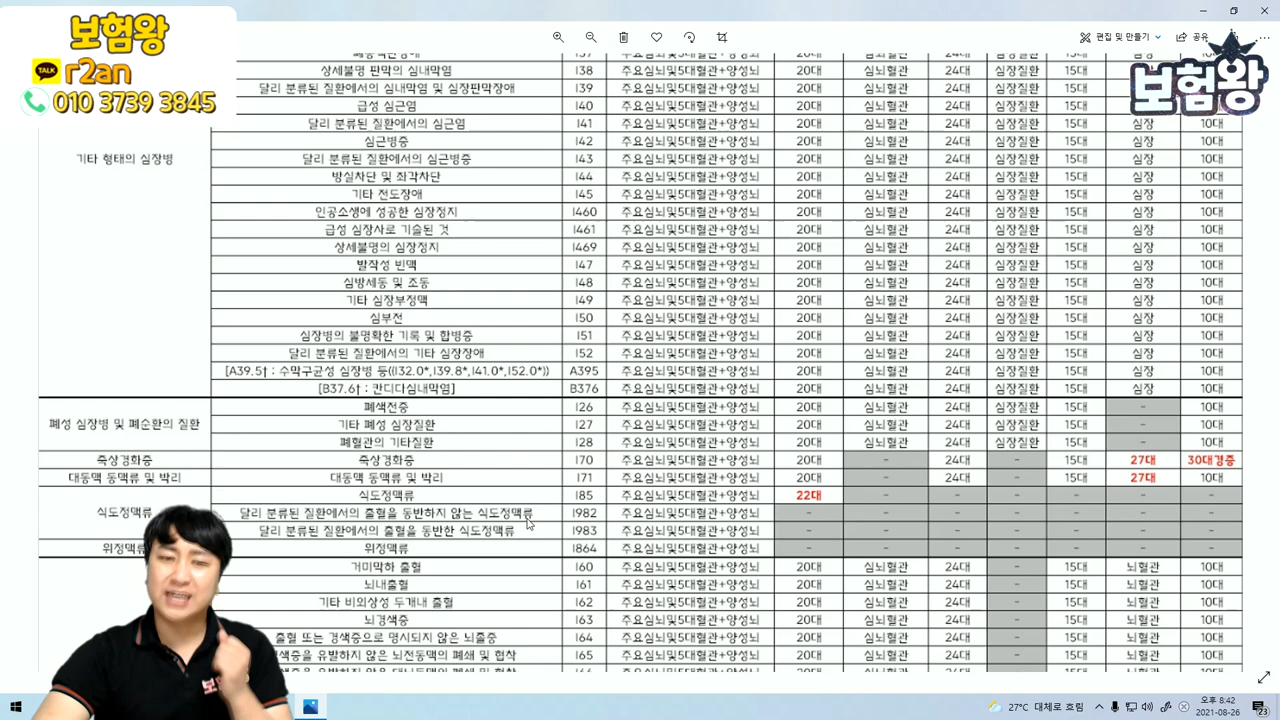 보험왕
TALK r2an
010 3739 3845
편집 및 만들기
공유
보험왕
I37 주요심뇌및5대혈관+양성뇌 20대 심뇌혈관 24대 심장질환 15대
상세불명 판막의 심내막염 I38 주요심뇌및5대혈관+양성뇌 20대 심뇌혈관 24대 심장질환 15대
달리 분류된 질환에서의 심내막염 및 심장판막장애 I39 주요심뇌및5대혈관+양성뇌 20대 심뇌혈관 24대 심장질환 15대
급성 심근염 I40 주요심뇌및5대혈관+양성뇌 20대 심뇌혈관 24대 심장질환 15대
달리 분류된 질환에서의 심근염 I41 주요심뇌및5대혈관+양성뇌 20대 심뇌혈관 24대 심장질환 15대 심장 10대
심근병증 I42 주요심뇌및5대혈관+양성뇌 20대 심뇌혈관 24대 심장질환 15대 심장 10대
기타 형태의 심장병 달리 분류된 질환에서의 심근병증 I43 주요심뇌및5대혈관+양성뇌 20대 심뇌혈관 24대 심장질환 15대 심장 10대
방실차단 및 좌각차단 I44 주요심뇌및5대혈관+양성뇌 20대 심뇌혈관 24대 심장질환 15대 심장 10대
기타 전도장애 I45 주요심뇌및5대혈관+양성뇌 20대 심뇌혈관 24대 심장질환 15대 심장 10대
인공소생에 성공한 심장정지 I460 주요심뇌및5대혈관+양성뇌 20대 심뇌혈관 24대 심장질환 15대 심장 10대
급성 심장사로 기술된 것 I461 주요심뇌및5대혈관+양성뇌 20대 심뇌혈관 24대 심장질환 15대 심장 10대
상세불명의 심장정지 I469 주요심뇌및5대혈관+양성뇌 20대 심뇌혈관 24대 심장질환 15대 심장 10대
발작성 빈맥 I47 주요심뇌및5대혈관+양성뇌 20대 심뇌혈관 24대 심장질환 15대 심장 10대
심방세동 및 조동 I48 주요심뇌및5대혈관+양성뇌 20대 심뇌혈관 24대 심장질환 15대 심장 10대
기타 심장부정맥 I49 주요심뇌및5대혈관+양성뇌 20대 심뇌혈관 24대 심장질환 15대 심장 10대
심부전 I50 주요심뇌및5대혈관+양성뇌 20대 심뇌혈관 24대 심장질환 15대 심장 10대
심장병의 불명확한 기록 및 합병증 I51 주요심뇌및5대혈관+양성뇌 20대 심뇌혈관 24대 심장질환 15대 심장 10대
달리 분류된 질환에서의 기타 심장장애 I52 주요심뇌및5대혈관+양성뇌 20대 심뇌혈관 24대 심장질환 15대 심장 10대
[A39.5† : 수막구균성 심장병 등((I32.0*,I39.8*,I41.0*,I52.0*)) A395 주요심뇌및5대혈관+양성뇌 20대 심뇌혈관 24대 심장질환 15대 심장 10대
[B37.6† : 칸디다심내막염] B376 주요심뇌및5대혈관+양성뇌 20대 심뇌혈관 24대 심장질환 15대 심장 10대
폐색전증 I26 주요심뇌및5대혈관+양성뇌 20대 심뇌혈관 24대 심장질환 15대 - 10대
폐성 심장병 및 폐순환의 질환 기타 폐성 심장질환 I27 주요심뇌및5대혈관+양성뇌 20대 심뇌혈관 24대 심장질환 15대 - 10대
폐혈관의 기타질환 I28 주요심뇌및5대혈관+양성뇌 20대 심뇌혈관 24대 심장질환 15대 - 10대
죽상경화증 죽상경화증 I70 주요심뇌및5대혈관+양성뇌 20대 - 24대 - 15대 27대 30대경증
대동맥 동맥류 및 박리 대동맥 동맥류 및 박리 I71 주요심뇌및5대혈관+양성뇌 20대 - 24대 - 15대 27대 10대
식도정맥류 I85 주요심뇌및5대혈관+양성뇌 22대 - - - - - -
식도정맥류 달리 분류된 질환에서의 출혈을 동반하지 않는 식도정맥류 I982 주요심뇌및5대혈관+양성뇌 - - - - - - -
달리 분류된 질환에서의 출혈을 동반한 식도정맥류 I983 주요심뇌및5대혈관+양성뇌 - - - - - - -
위정맥류 위정맥류 I864 주요심뇌및5대혈관+양성뇌 - - - - - - -
거미막하 출혈 I60 주요심뇌및5대혈관+양성뇌 20대 심뇌혈관 24대 - 15대 뇌혈관 10대
뇌내출혈 I61 주요심뇌및5대혈관+양성뇌 20대 심뇌혈관 24대 - 15대 뇌혈관 10대
기타 비외상성 두개내 출혈 I62 주요심뇌및5대혈관+양성뇌 20대 심뇌혈관 24대 - 15대 뇌혈관 10대
뇌경색증 I63 주요심뇌및5대혈관+양성뇌 20대 심뇌혈관 24대 - 15대 뇌혈관 10대
출혈 또는 경색증으로 명시되지 않은 뇌졸중 I64 주요심뇌및5대혈관+양성뇌 20대 심뇌혈관 24대 - 15대 뇌혈관 10대
색증을 유발하지 않은 뇌전동맥의 폐쇄 및 협착 I65 주요심뇌및5대혈관+양성뇌 20대 심뇌혈관 24대 - 15대 뇌혈관 10대
27°C 대체로 흐림
오후 8:42
2021-08-26
23